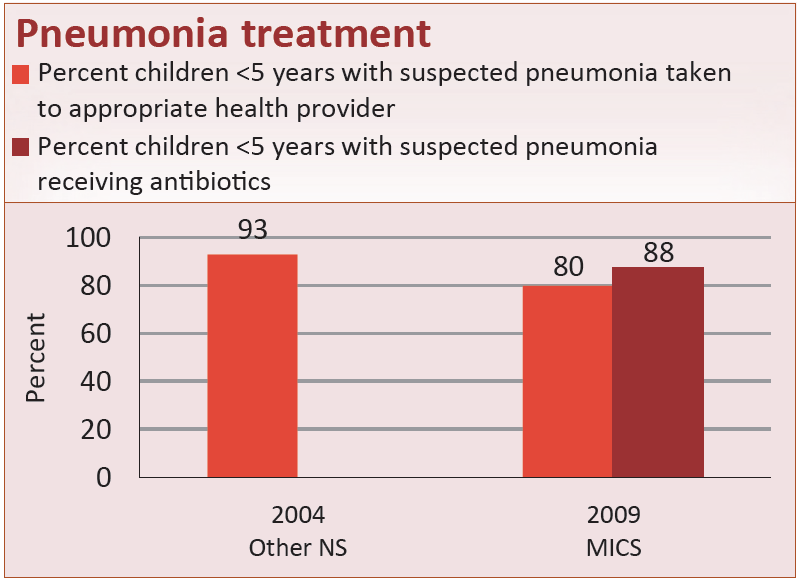 Pneumonia treatment
Percent children <5 years with suspected pneumonia taken
to appropriate health provider
Percent children <5 years with suspected pneumonia
receiving antibiotics
93
100
80
88
80
60
40
20
0
Percent
2004
2009
Other NS
MICS